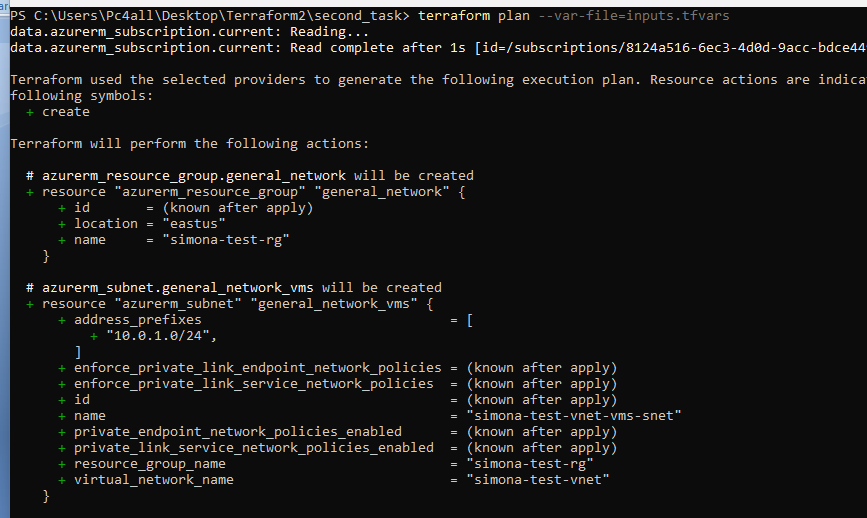 PS C:\Users\Pc4all\Desktop\Terraform2\second_task> terraform plan --var-file=inputs.tfvars
data.azurerm_subscription.current: Reading...
data.azurerm_subscription.current: Read complete after 1s [id=/subscriptions/8124a516-6ec3-4d0d-9acc-bdce44
Terraform used the selected providers to generate the following execution plan. Resource actions are indica
following symbols:
  + create
Terraform will perform the following actions:
  # azurerm_resource_group.general_network will be created
  + resource "azurerm_resource_group" "general_network" {
      + id       = (known after apply)
      + location = "eastus"
      + name     = "simona-test-rg"
    }
  # azurerm_subnet.general_network_vms will be created
  + resource "azurerm_subnet" "general_network_vms" {
      + address_prefixes                               = [
          + "10.0.1.0/24",
        ]
      + enforce_private_link_endpoint_network_policies = (known after apply)
      + enforce_private_link_service_network_policies  = (known after apply)
      + id                                             = (known after apply)
      + name                                           = "simona-test-vnet-vms-snet"
      + private_endpoint_network_policies_enabled      = (known after apply)
      + private_link_service_network_policies_enabled  = (known after apply)
      + resource_group_name                            = "simona-test-rg"
      + virtual_network_name                           = "simona-test-vnet"
    }